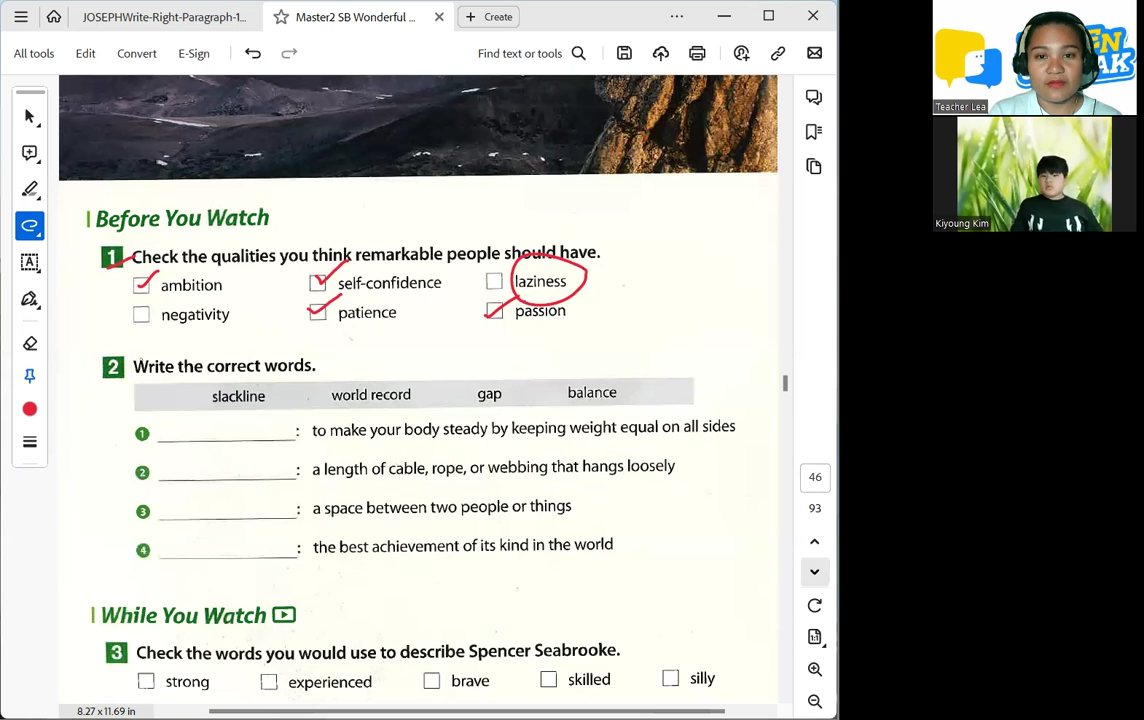 JOSEPHWrite-Right-Paragraph-1...
Master2 SB Wonderful ...
Create
All tools
Edit
Convert
E-Sign
Find text or tools
Before You Watch
1 Check the qualities you think remarkable people should have.
ambition
self-confidence
laziness
negativity
patience
passion
2 Write the correct words.
slackline
world record
gap
balance
1 : to make your body steady by keeping weight equal on all sides
2 : a length of cable, rope, or webbing that hangs loosely
3 : a space between two people or things
4 : the best achievement of its kind in the world
While You Watch
3 Check the words you would use to describe Spencer Seabrooke.
strong
experienced
brave
skilled
silly
8.27 x 11.69 in
46
93
1:1
Teacher Lea
Kiyoung Kim